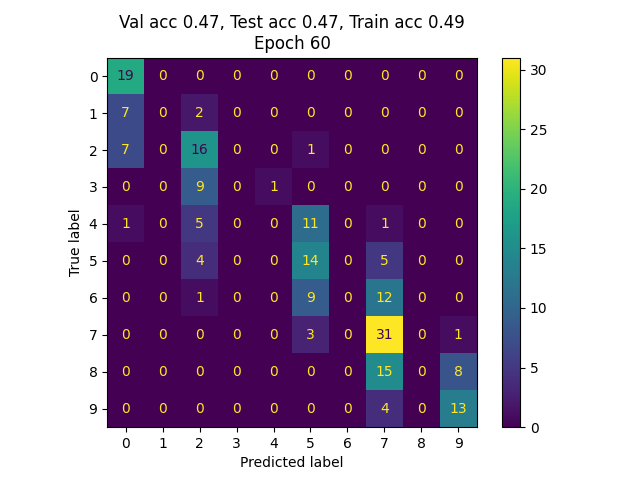 Val acc 0.47, Test acc 0.47, Train acc 0.49
Epoch 60
True label
0 19 0 0 0 0 0 0 0 0 0
1 7 0 2 0 0 0 0 0 0 0
2 7 0 16 0 0 1 0 0 0 0
3 0 0 9 0 1 0 0 0 0 0
4 1 0 5 0 0 11 0 1 0 0
5 0 0 4 0 0 14 0 5 0 0
6 0 0 1 0 0 9 0 12 0 0
7 0 0 0 0 0 3 0 31 0 1
8 0 0 0 0 0 0 0 15 0 8
9 0 0 0 0 0 0 0 4 0 13
0 1 2 3 4 5 6 7 8 9
Predicted label
30
25
20
15
10
5
0